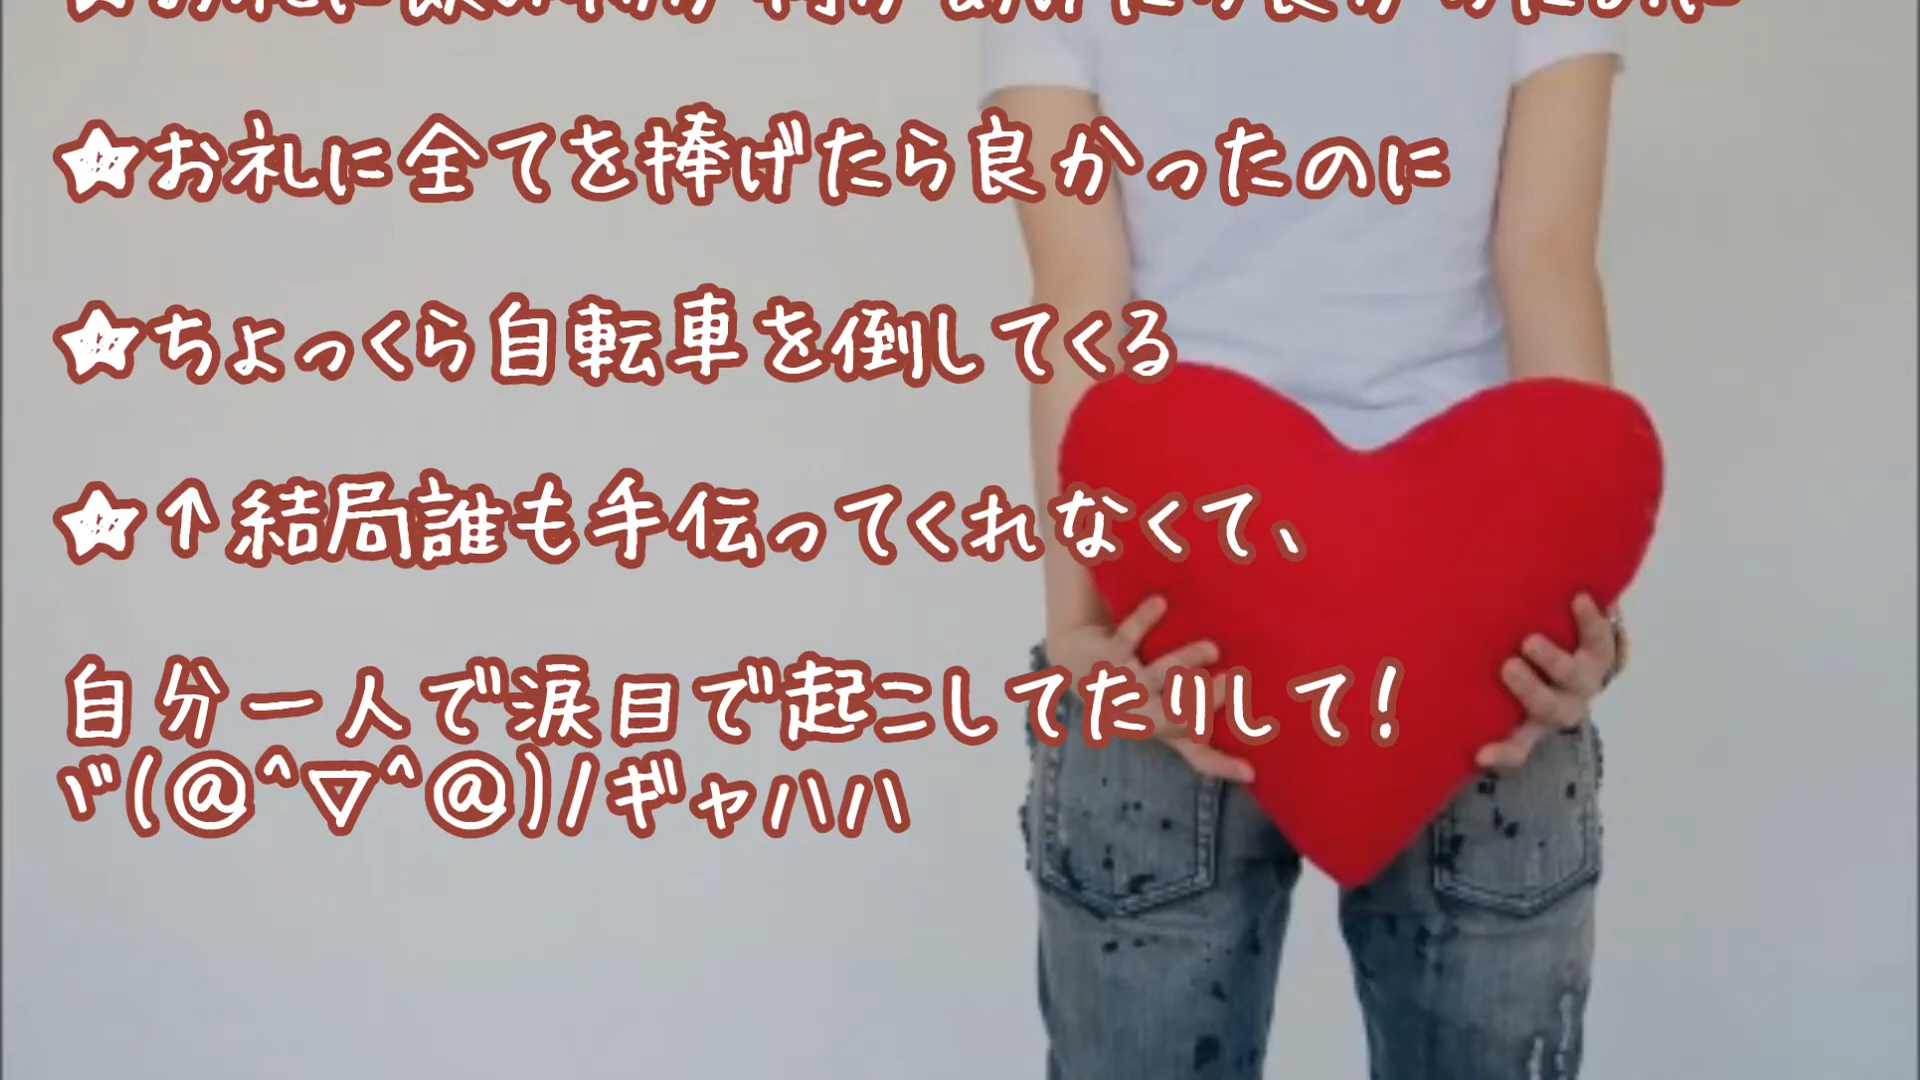 ★お礼に全てを捧げたら良かったのに
★ちょっくら自転車を倒してくる
★↑結局誰も手伝ってくれなくて、
自分一人で涙目で起こしてたりして！
ヾ(@^▽^@)/ギャハハ